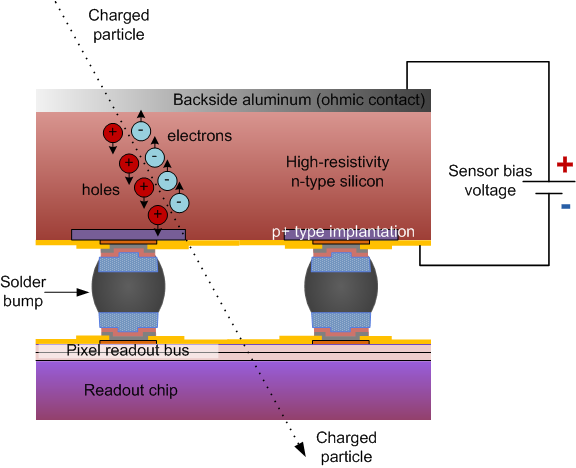 Charged
particle
Backside aluminum (ohmic contact)
+
-
electrons
+
-
High-resistivity
n-type silicon
Sensor bias
voltage
+
-
holes
+
-
+
-
+
p+ type implantation
Solder
bump
Pixel readout bus
Readout chip
Charged
particle